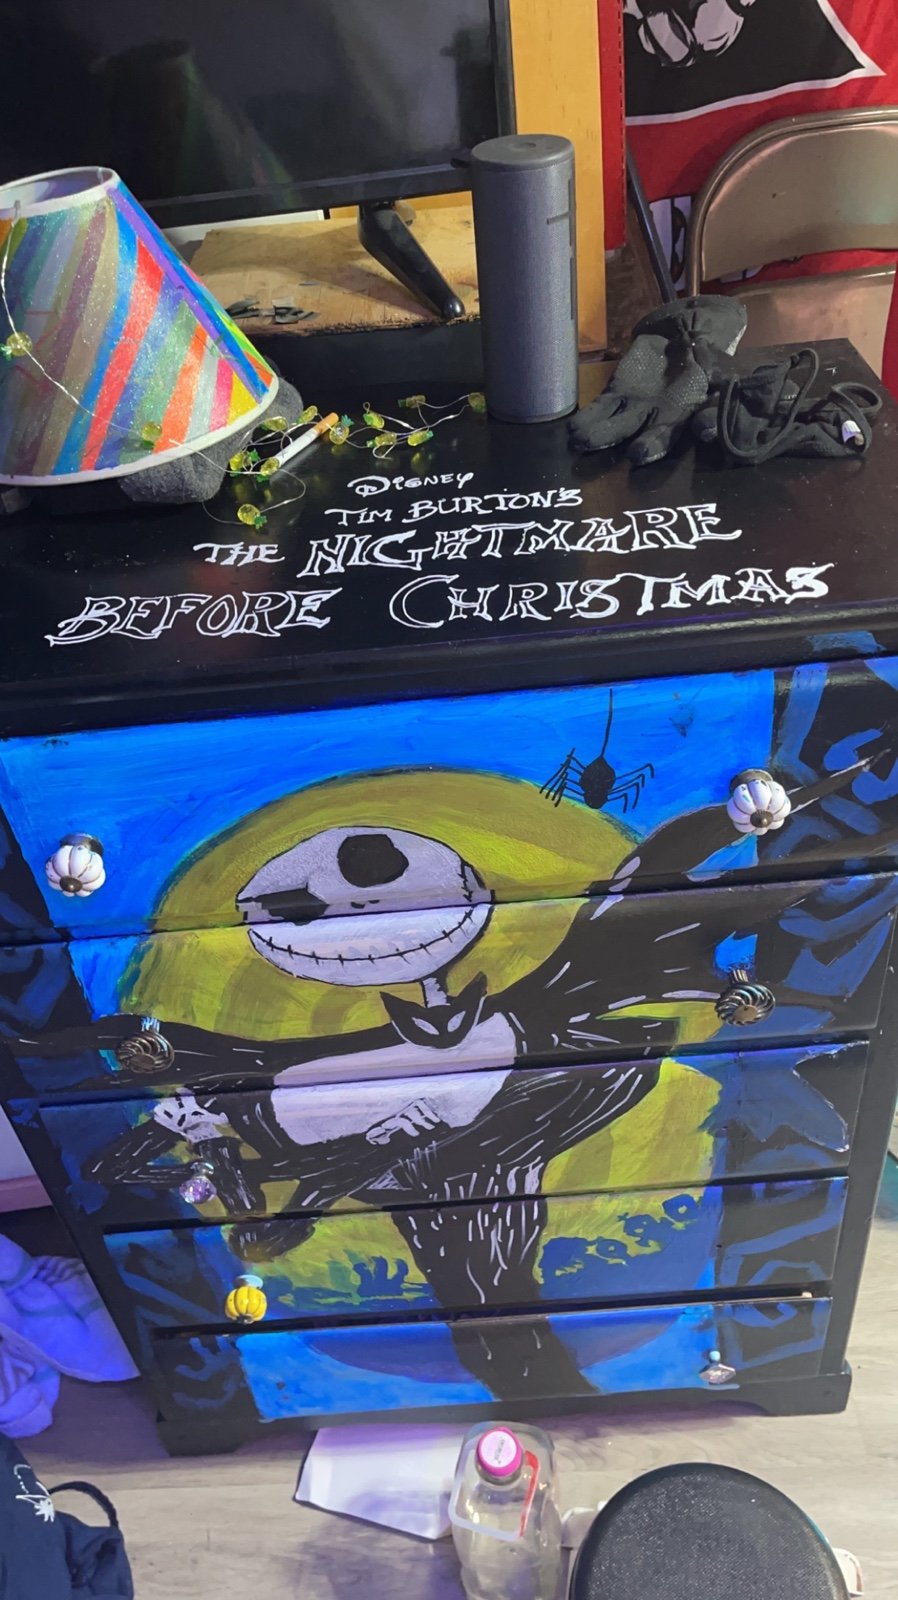 Disney
Tim Burton's
The NIGHTMARE
BEFORE CHRISTMAS